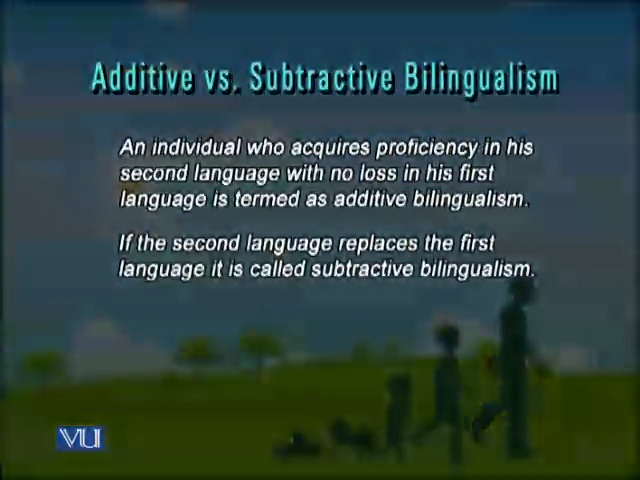 Additive vs. Subtractive Bilingualism
An individual who acquires proficiency in his
second language with no loss in his first
language is termed as additive bilingualism.
If the second language replaces the first
language it is called subtractive bilingualism.
VU